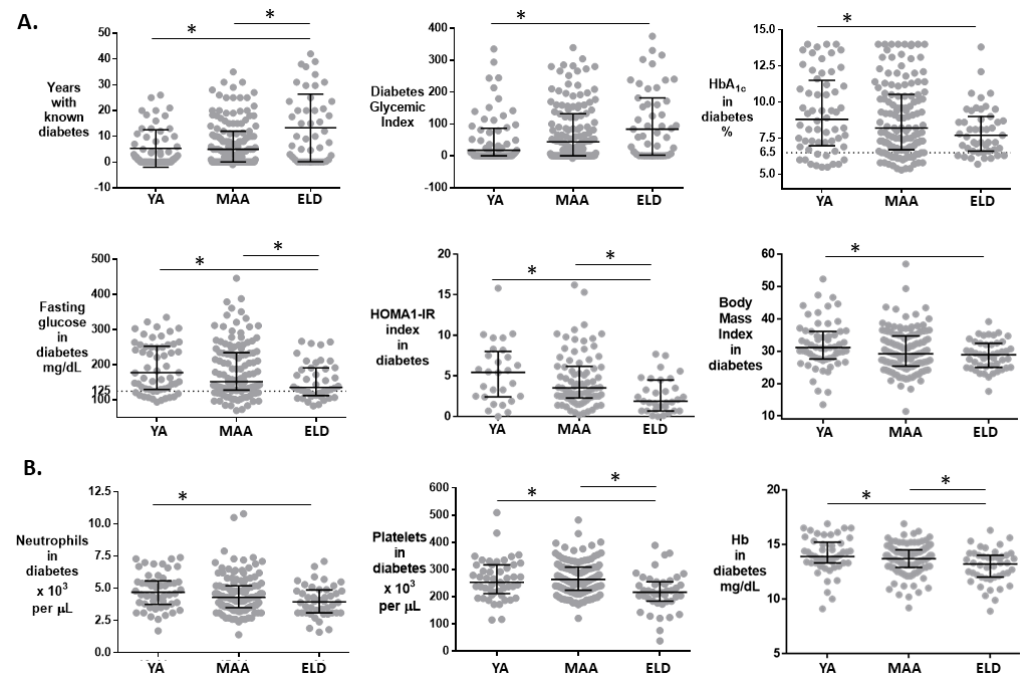 A.
Years
with
known
diabetes
50
40
30
20
10
0
-10
*
*
YA
MAA
ELD
Diabetes
Glycemic
Index
400
300
200
100
0
-100
*
YA
MAA
ELD
HbA1c
in
diabetes
%
15.0
12.5
10.0
7.5
6.5
5.0
*
YA
MAA
ELD
Fasting
glucose
in
diabetes
mg/dL
500
400
300
200
125
100
*
*
YA
MAA
ELD
HOMA1-IR
index
in
diabetes
20
15
10
5
0
*
*
YA
MAA
ELD
Body
Mass
Index
in
diabetes
60
50
40
30
20
10
*
YA
MAA
ELD
B.
Neutrophils
in
diabetes
x 10³
per µL
12.5
10.0
7.5
5.0
2.5
0.0
*
YA
MAA
ELD
Platelets
in
diabetes
x 10³
per µL
600
500
400
300
200
100
0
*
*
YA
MAA
ELD
Hb
in
diabetes
mg/dL
20
15
10
5
*
*
YA
MAA
ELD